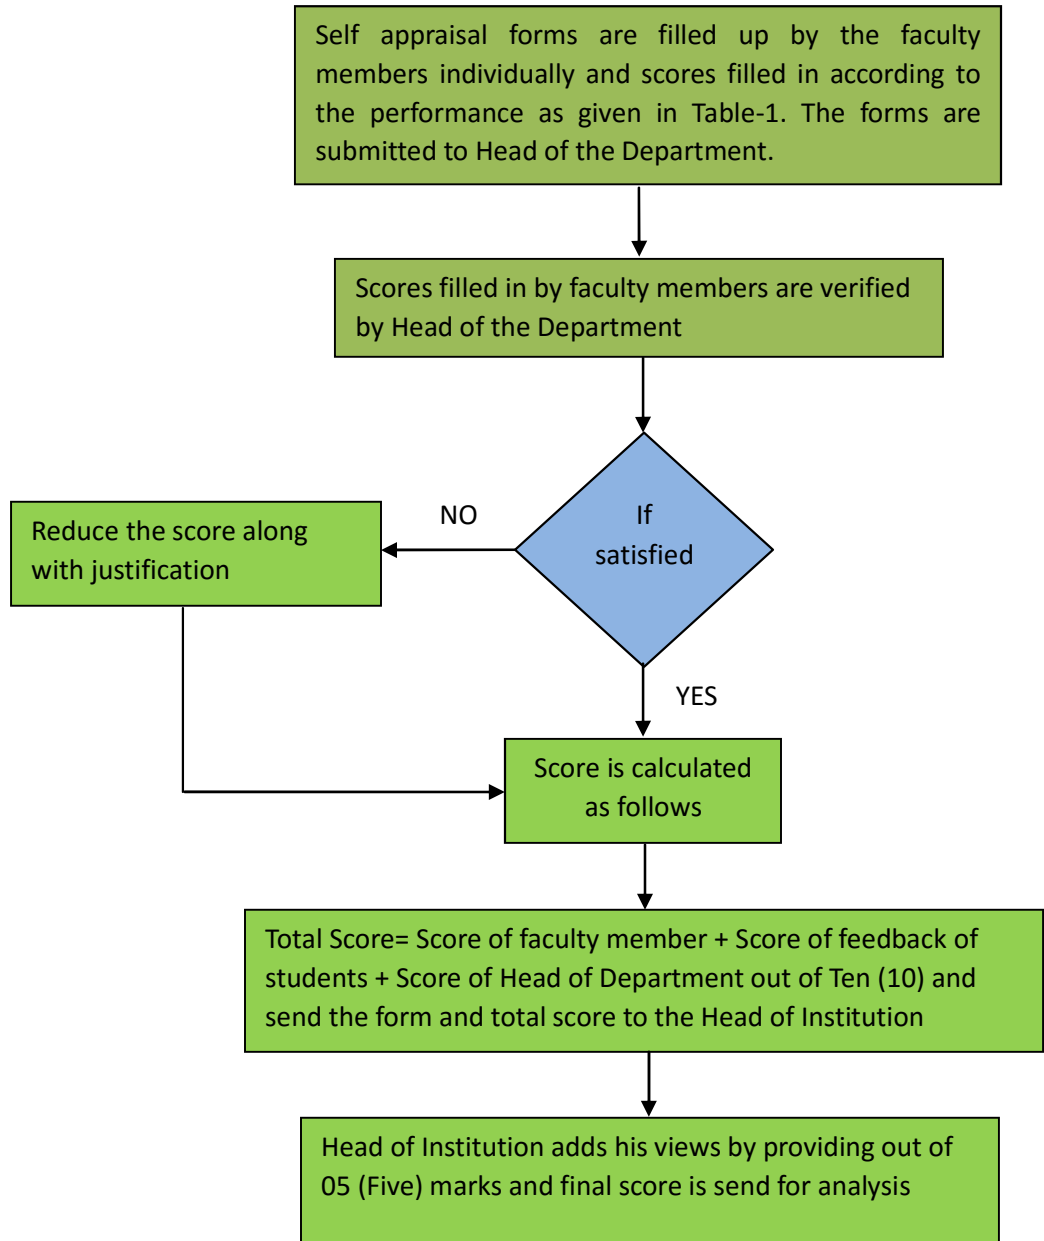 Self appraisal forms are filled up by the faculty
members individually and scores filled in according to
the performance as given in Table-1. The forms are
submitted to Head of the Department.
Scores filled in by faculty members are verified
by Head of the Department
If
satisfied
NO
Reduce the score along
with justification
YES
Score is calculated
as follows
Total Score= Score of faculty member + Score of feedback of
students + Score of Head of Department out of Ten (10) and
send the form and total score to the Head of Institution
Head of Institution adds his views by providing out of
05 (Five) marks and final score is send for analysis